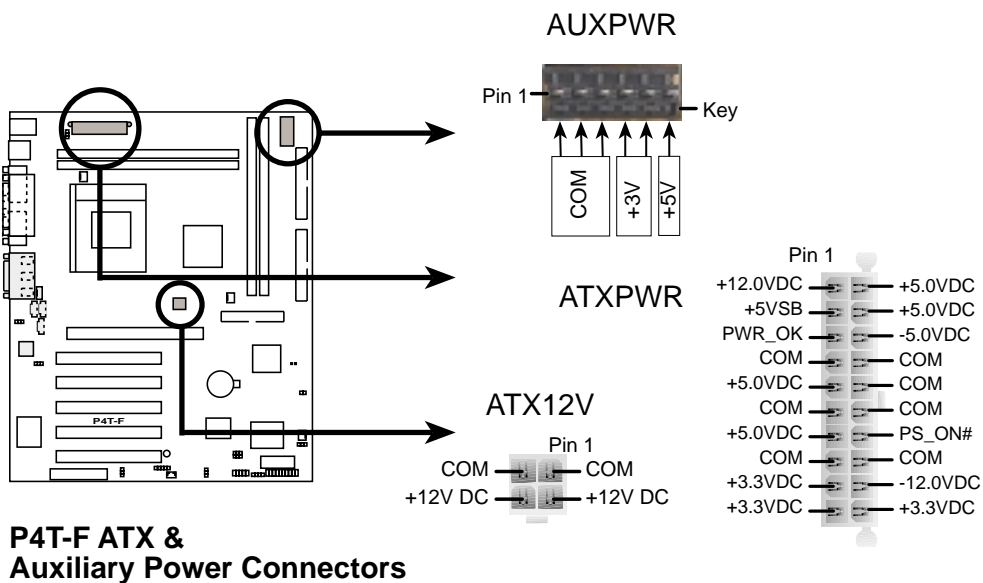 AUXPWR
Pin 1
Key
COM
+3V
+5V
ATXPWR
Pin 1
+12.0VDC +5.0VDC
+5VSB +5.0VDC
PWR_OK -5.0VDC
COM COM
+5.0VDC COM
COM COM
+5.0VDC PS_ON#
COM COM
+3.3VDC -12.0VDC
+3.3VDC +3.3VDC
ATX12V
Pin 1
COM COM
+12V DC +12V DC
P4T-F
P4T-F ATX &
Auxiliary Power Connectors